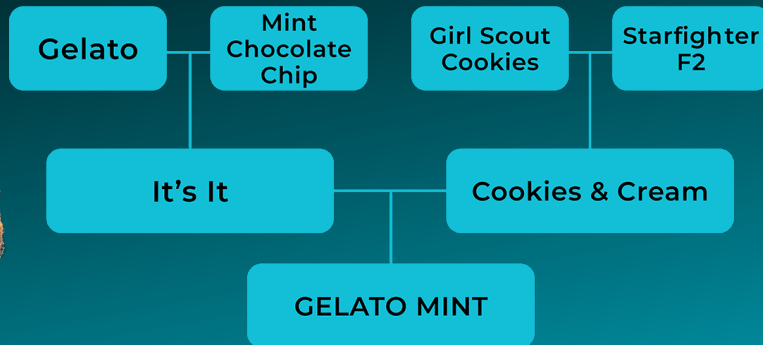 Gelato
Mint
Chocolate
Chip
Girl Scout
Cookies
Starfighter
F2
It’s It
Cookies & Cream
GELATO MINT